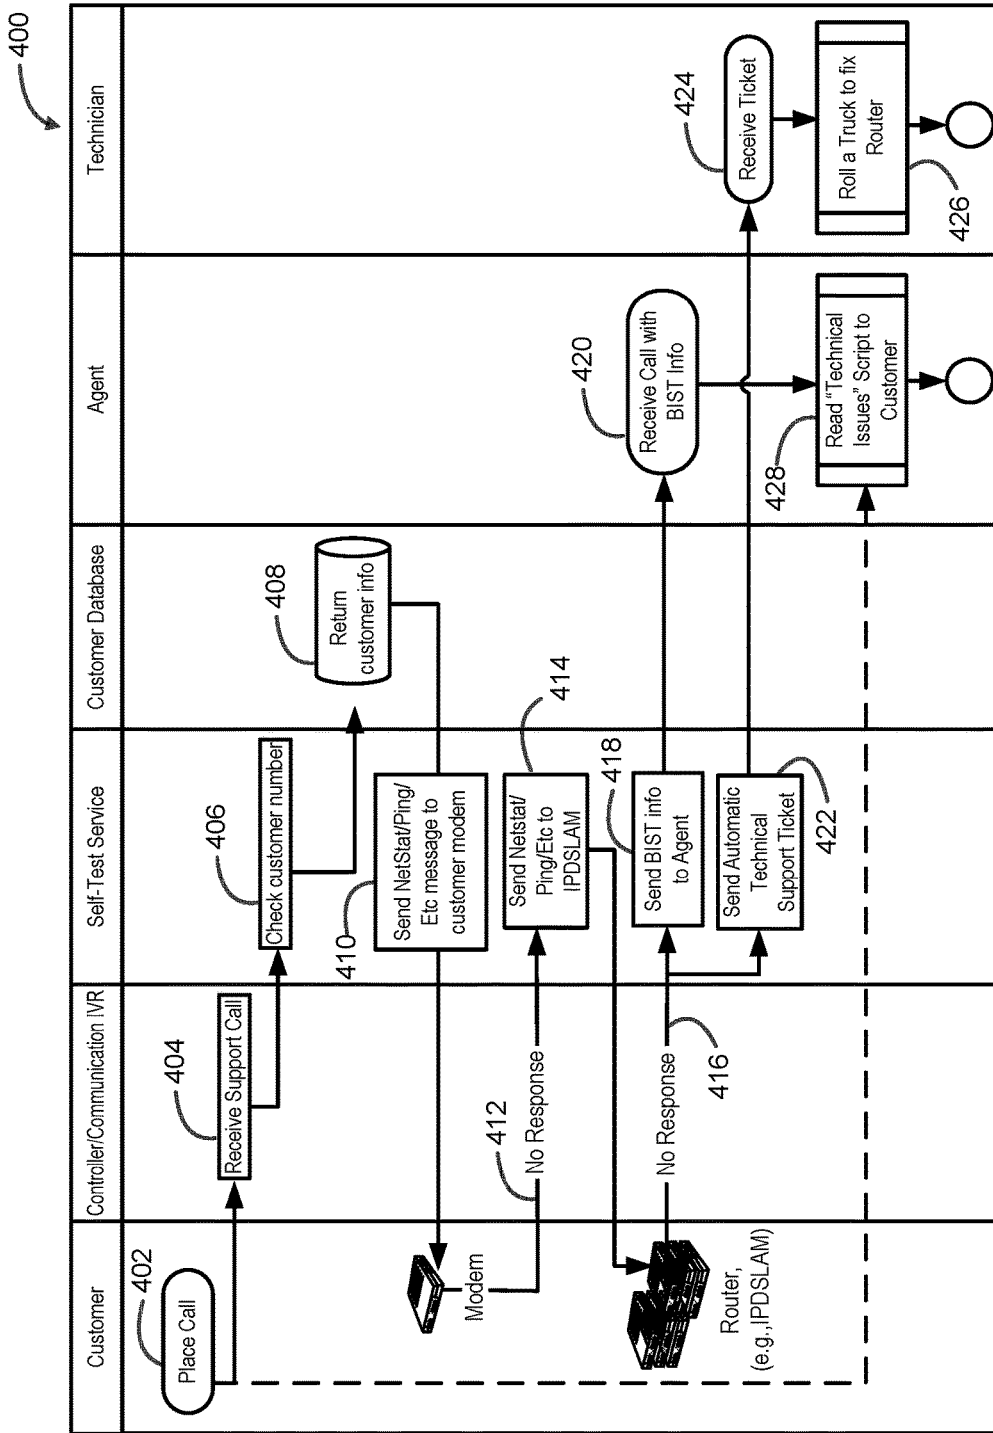 400
Customer
Controller/Communication IVR
Self-Test Service
Customer Database
Agent
Technician
402
Place Call
404
Receive Support Call
406
Check customer number
408
Return
customer info
410
Send NetStat/Ping/
Etc message to
customer modem
Modem
412
No Response
414
Send Netstat/
Ping/Etc to
IPDSLAM
Router,
(e.g.,IPDSLAM)
No Response
416
418
Send BIST info
to Agent
420
Receive Call with
BIST Info
422
Send Automatic
Technical
Support Ticket
424
Receive Ticket
426
Roll a Truck to fix
Router
428
Read “Technical
Issues” Script to
Customer